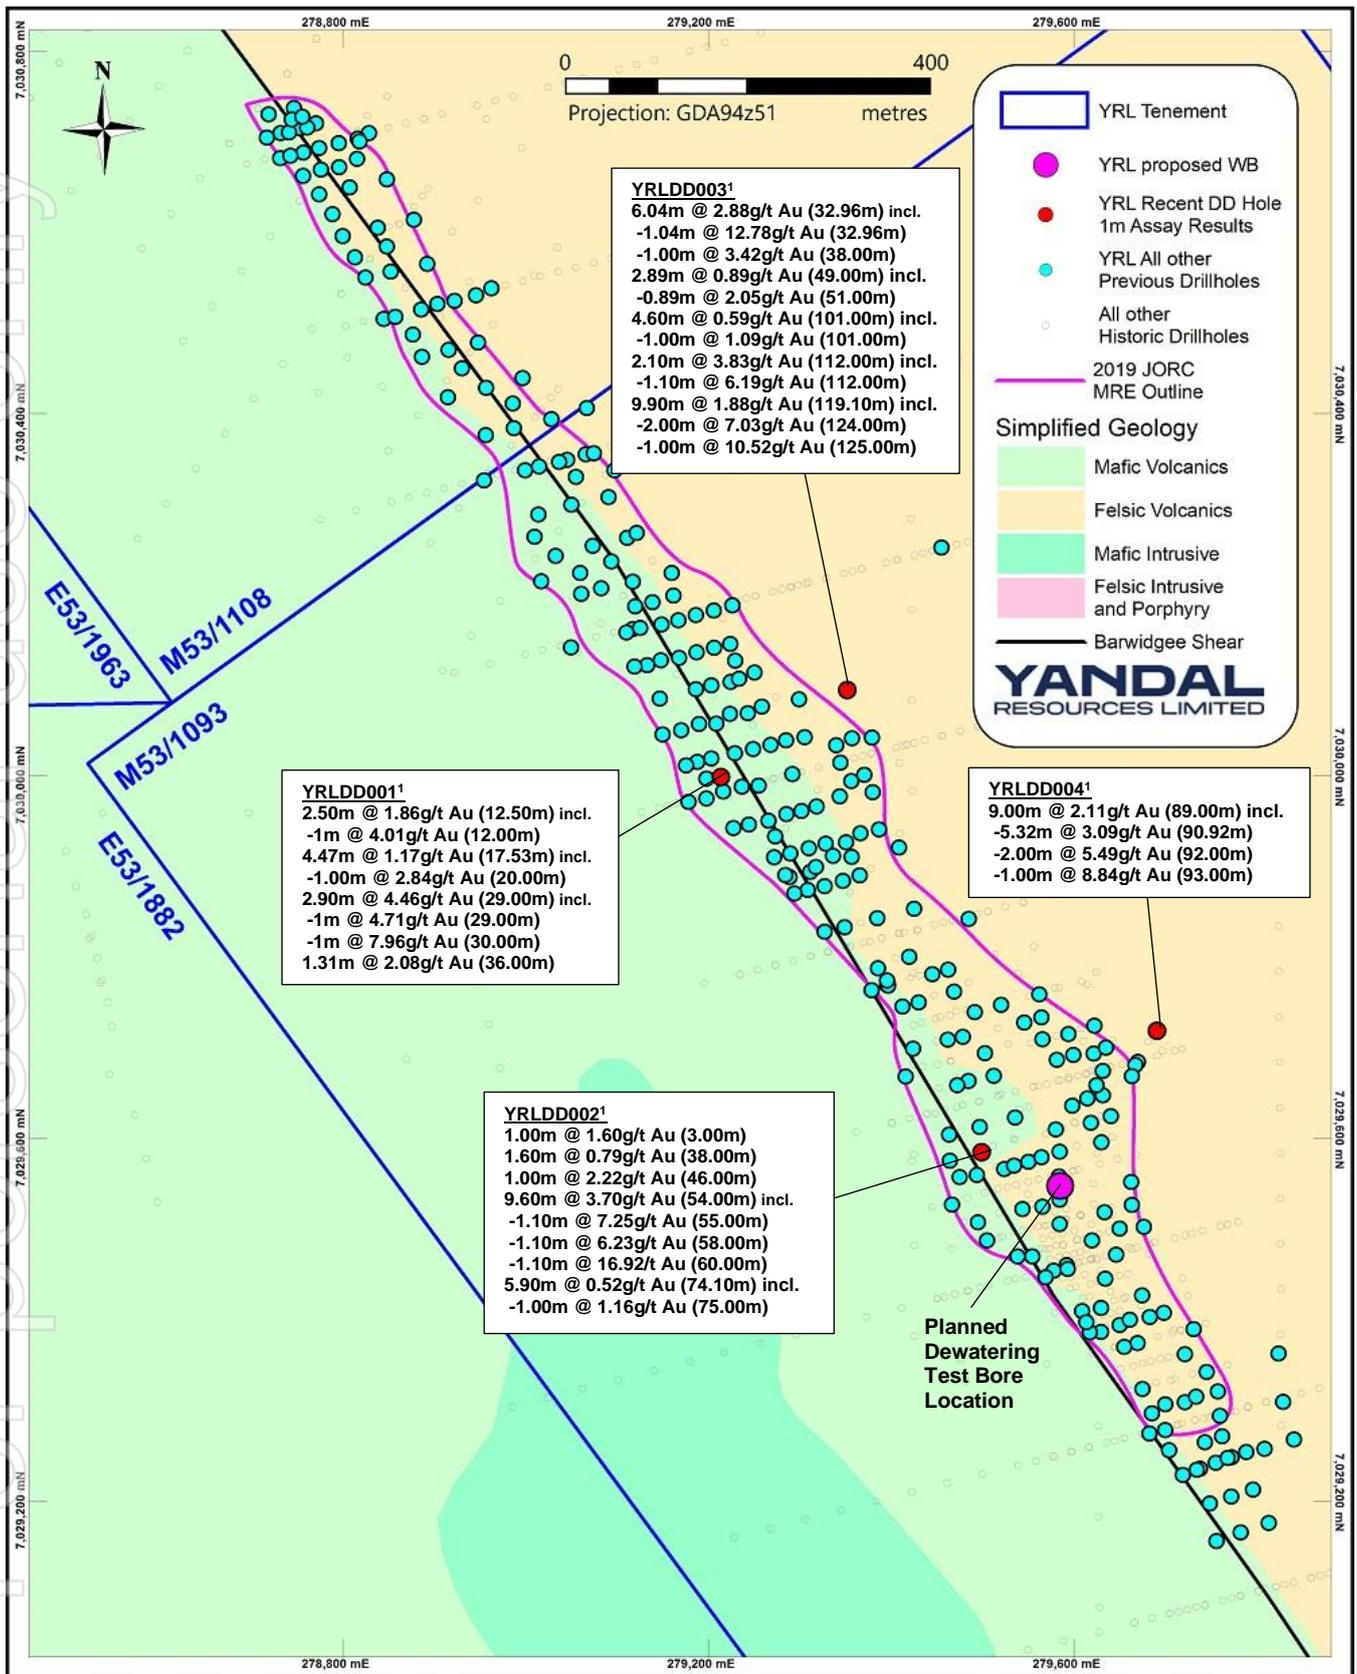 278,800 mE
279,200 mE
279,600 mE
7,030,800 mN
N
0 400
Projection: GDA94z51 metres
YRL Tenement
YRL proposed WB
YRL Recent DD Hole
1m Assay Results
YRL All other
Previous Drillholes
All other
Historic Drillholes
2019 JORC
MRE Outline
Simplified Geology
Mafic Volcanics
Felsic Volcanics
Mafic Intrusive
Felsic Intrusive
and Porphyry
Barwidgee Shear
YANDAL
RESOURCES LIMITED
YRLDD003¹
6.04m @ 2.88g/t Au (32.96m) incl.
-1.04m @ 12.78g/t Au (32.96m)
-1.00m @ 3.42g/t Au (38.00m)
2.89m @ 0.89g/t Au (49.00m) incl.
-0.89m @ 2.05g/t Au (51.00m)
4.60m @ 0.59g/t Au (101.00m) incl.
-1.00m @ 1.09g/t Au (101.00m)
2.10m @ 3.83g/t Au (112.00m) incl.
-1.10m @ 6.19g/t Au (112.00m)
9.90m @ 1.88g/t Au (119.10m) incl.
-2.00m @ 7.03g/t Au (124.00m)
-1.00m @ 10.52g/t Au (125.00m)
7,030,400 mN
7,030,400 mN
E53/1963
M53/1108
M53/1093
E53/1882
7,030,000 mN
7,030,000 mN
YRLDD001¹
2.50m @ 1.86g/t Au (12.50m) incl.
-1m @ 4.01g/t Au (12.00m)
4.47m @ 1.17g/t Au (17.53m) incl.
-1.00m @ 2.84g/t Au (20.00m)
2.90m @ 4.46g/t Au (29.00m) incl.
-1m @ 4.71g/t Au (29.00m)
-1m @ 7.96g/t Au (30.00m)
1.31m @ 2.08g/t Au (36.00m)
YRLDD004¹
9.00m @ 2.11g/t Au (89.00m) incl.
-5.32m @ 3.09g/t Au (90.92m)
-2.00m @ 5.49g/t Au (92.00m)
-1.00m @ 8.84g/t Au (93.00m)
YRLDD002¹
1.00m @ 1.60g/t Au (3.00m)
1.60m @ 0.79g/t Au (38.00m)
1.00m @ 2.22g/t Au (46.00m)
9.60m @ 3.70g/t Au (54.00m) incl.
-1.10m @ 7.25g/t Au (55.00m)
-1.10m @ 6.23g/t Au (58.00m)
-1.10m @ 16.92/t Au (60.00m)
5.90m @ 0.52g/t Au (74.10m) incl.
-1.00m @ 1.16g/t Au (75.00m)
7,029,600 mN
7,029,600 mN
Planned
Dewatering
Test Bore
Location
7,029,200 mN
7,029,200 mN
278,800 mE
279,200 mE
279,600 mE